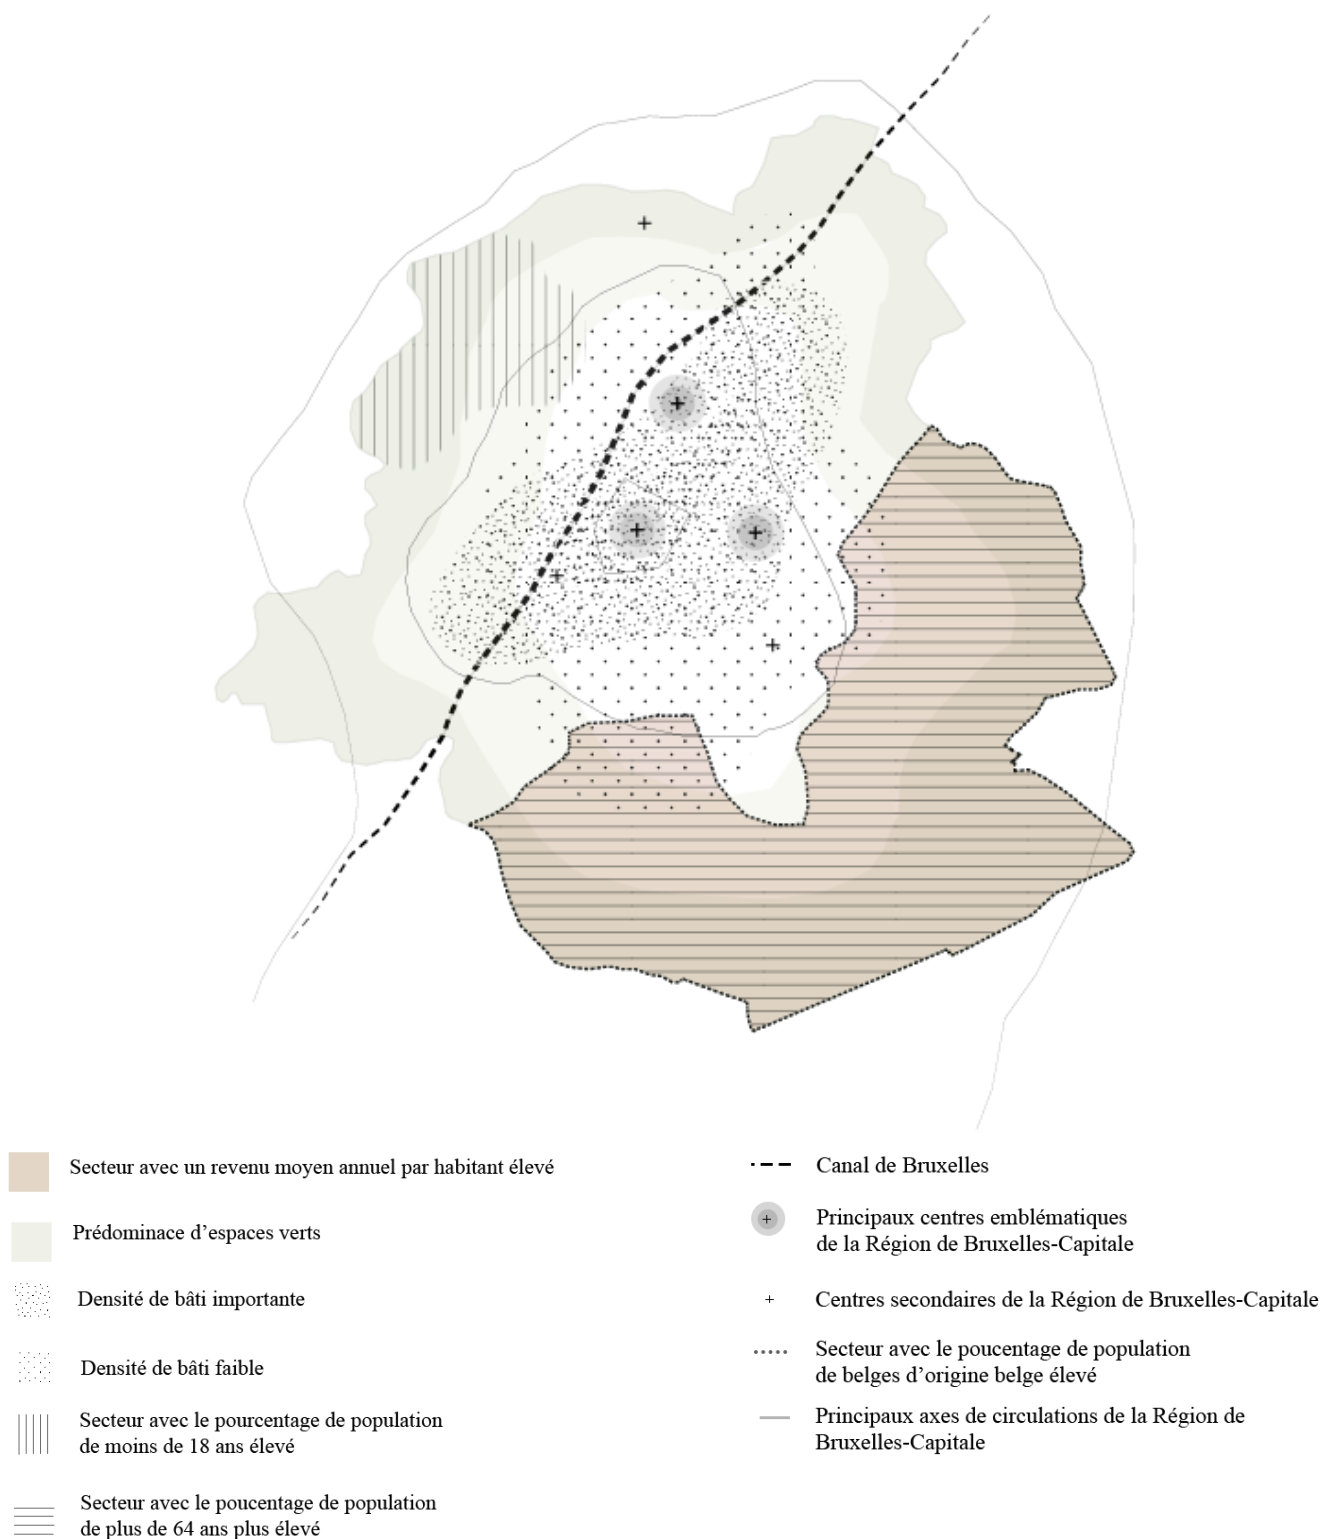 Secteur avec un revenu moyen annuel par habitant élevé
Prédominace d’espaces verts
Densité de bâti importante
Densité de bâti faible
Secteur avec le pourcentage de population
de moins de 18 ans élevé
Secteur avec le poucentage de population
de plus de 64 ans plus élevé
Canal de Bruxelles
Principaux centres emblématiques
de la Région de Bruxelles-Capitale
Centres secondaires de la Région de Bruxelles-Capitale
Secteur avec le poucentage de population
de belges d’origine belge élevé
Principaux axes de circulations de la Région de
Bruxelles-Capitale